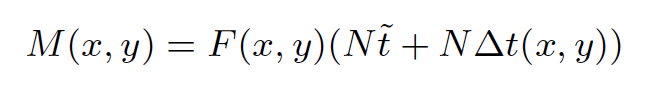 M(x, y) = F(x, y)(Nt̃ + NΔt(x, y))